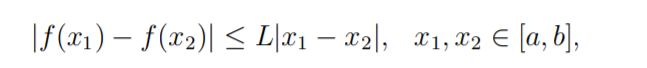 |f(x₁) − f(x₂)| ≤ L|x₁ − x₂|, x₁, x₂ ∈ [a, b],